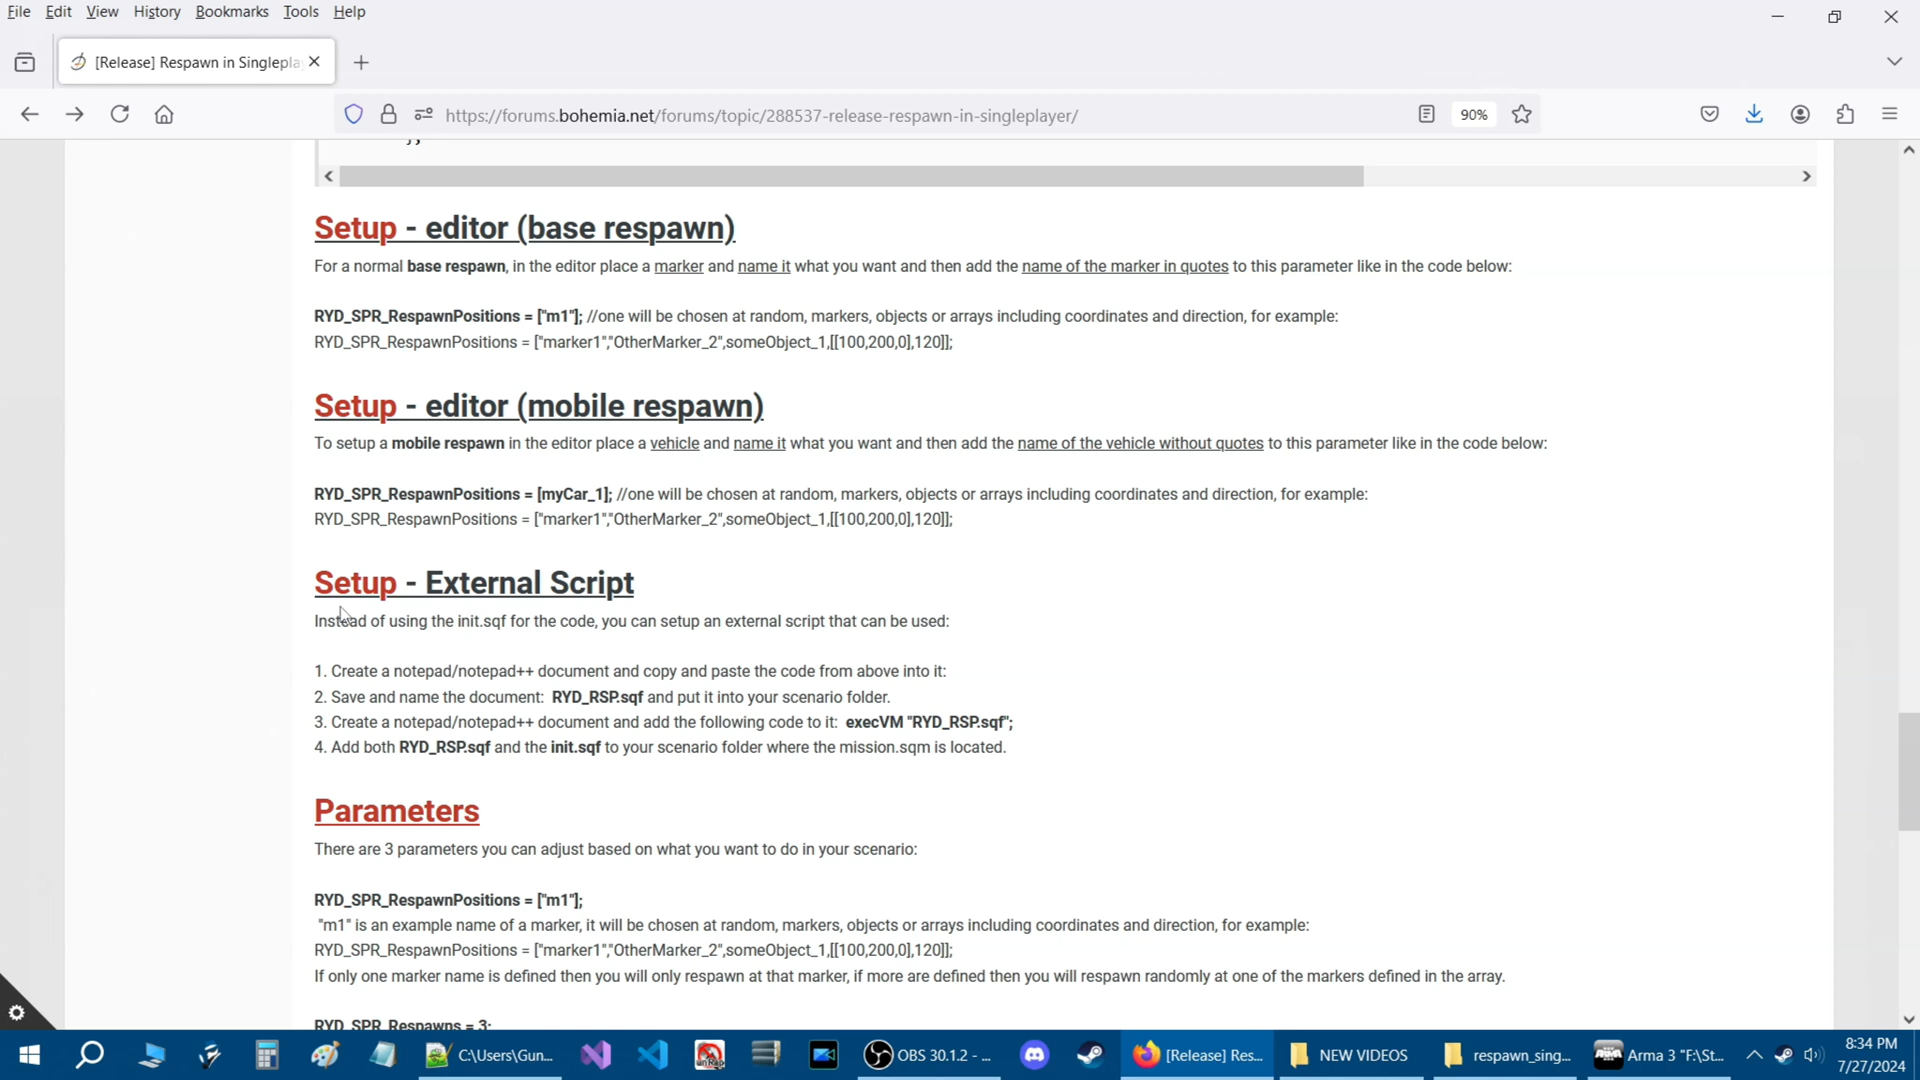 File Edit View History Bookmarks Tools Help
[Release] Respawn in Singlepla
https://forums.bohemia.net/forums/topic/288537-release-respawn-in-singleplayer/
90%
Setup - editor (base respawn)
For a normal base respawn, in the editor place a marker and name it what you want and then add the name of the marker in quotes to this parameter like in the code below:
RYD_SPR_RespawnPositions = ["m1"]; //one will be chosen at random, markers, objects or arrays including coordinates and direction, for example:
RYD_SPR_RespawnPositions = ["marker1","OtherMarker_2",someObject_1,[[100,200,0],120]];
Setup - editor (mobile respawn)
To setup a mobile respawn in the editor place a vehicle and name it what you want and then add the name of the vehicle without quotes to this parameter like in the code below:
RYD_SPR_RespawnPositions = [myCar_1]; //one will be chosen at random, markers, objects or arrays including coordinates and direction, for example:
RYD_SPR_RespawnPositions = ["marker1","OtherMarker_2",someObject_1,[[100,200,0],120]];
Setup - External Script
Instead of using the init.sqf for the code, you can setup an external script that can be used:
1. Create a notepad/notepad++ document and copy and paste the code from above into it:
2. Save and name the document: RYD_RSP.sqf and put it into your scenario folder.
3. Create a notepad/notepad++ document and add the following code to it: execVM "RYD_RSP.sqf";
4. Add both RYD_RSP.sqf and the init.sqf to your scenario folder where the mission.sqm is located.
Parameters
There are 3 parameters you can adjust based on what you want to do in your scenario:
RYD_SPR_RespawnPositions = ["m1"];
"m1" is an example name of a marker, it will be chosen at random, markers, objects or arrays including coordinates and direction, for example:
RYD_SPR_RespawnPositions = ["marker1","OtherMarker_2",someObject_1,[[100,200,0],120]];
If only one marker name is defined then you will only respawn at that marker, if more are defined then you will respawn randomly at one of the markers defined in the array.
RYD_SPR_Respawns = 3;
C:\Users\Gun... OBS 30.1.2 - ... [Release] Res... NEW VIDEOS respawn_sing... Arma 3 "F:\St... 8:34 PM
7/27/2024